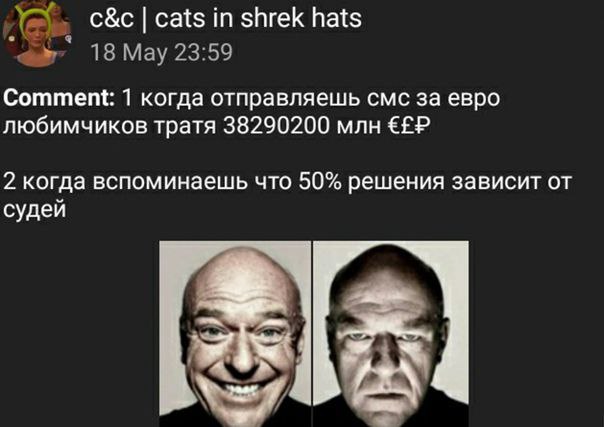 c&c | cats in shrek hats
18 May 23:59
Comment: 1 когда отправляешь смс за евро
любимчиков тратя 38290200 млн €£₽
2 когда вспоминаешь что 50% решения зависит от
судей